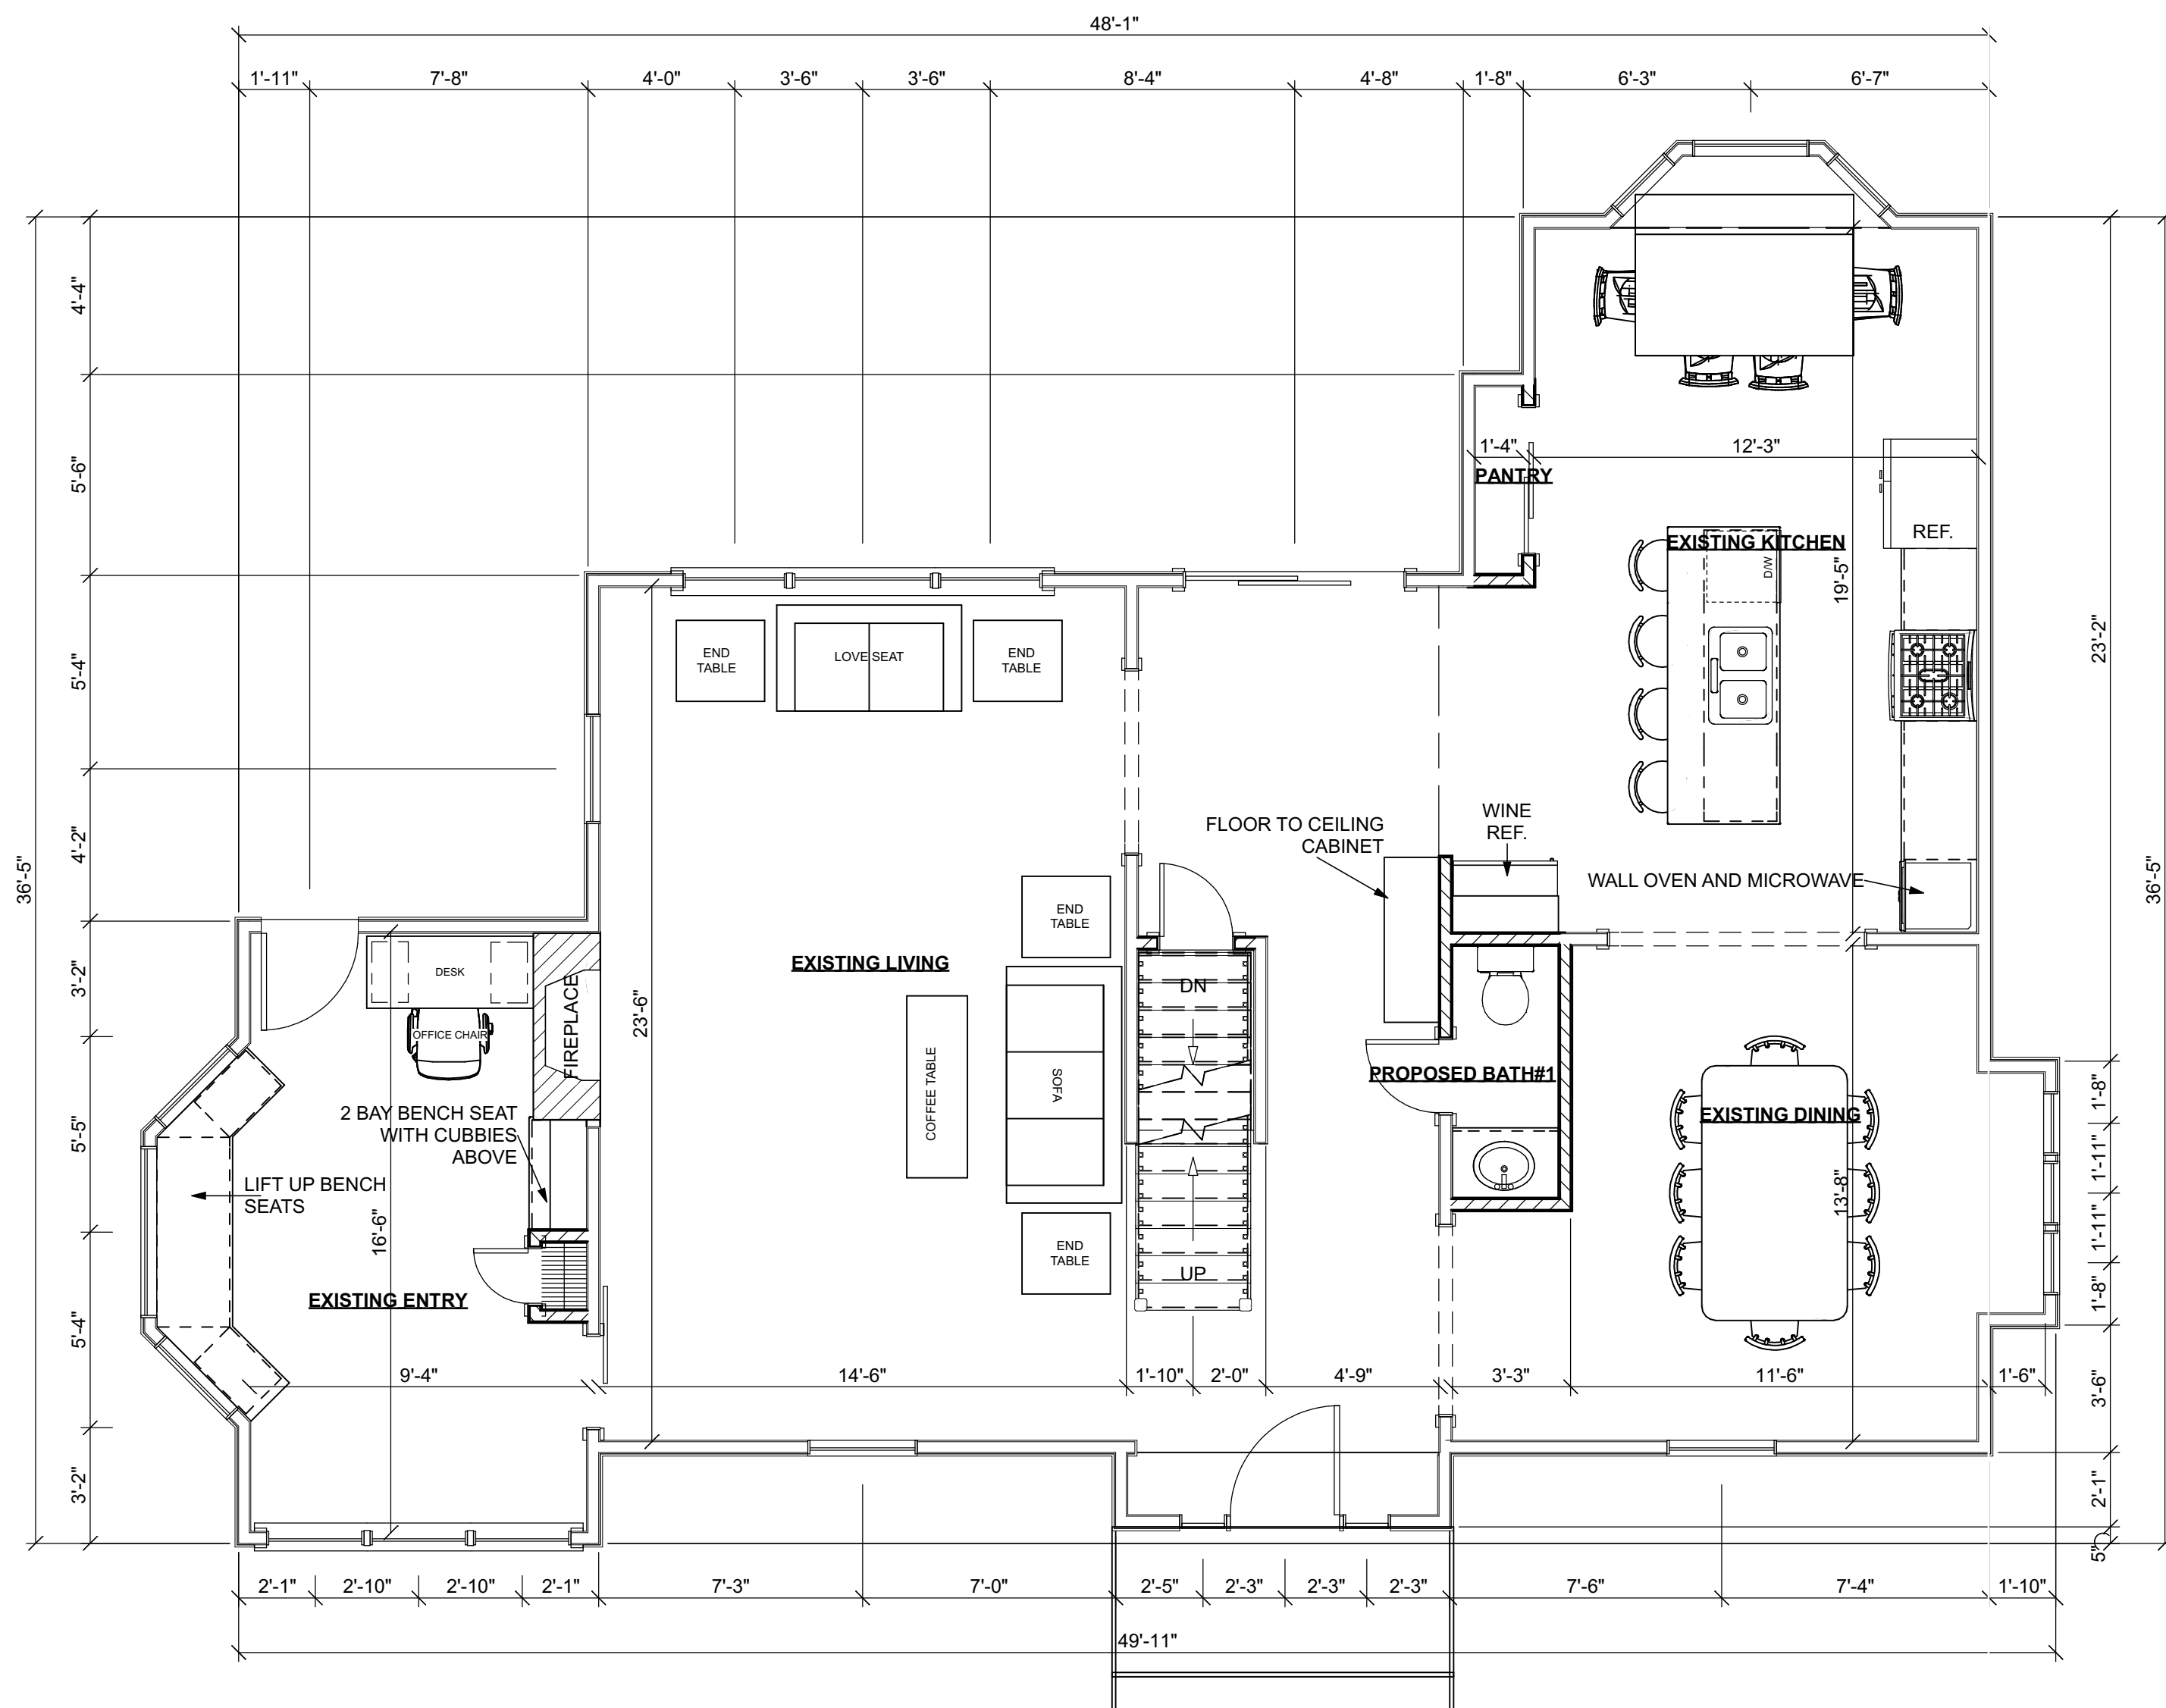 48'-1"
1'-11" 7'-8" 4'-0" 3'-6" 3'-6" 8'-4" 4'-8" 1'-8" 6'-3" 6'-7"
36'-5"
4'-4"
5'-6"
5'-4"
4'-2"
3'-2"
5'-5"
5'-4"
3'-2"
1'-4" 12'-3"
PANTRY
REF.
EXISTING KITCHEN
D/W
19'-5"
END
TABLE
LOVE SEAT
END
TABLE
FLOOR TO CEILING
CABINET
WINE
REF.
WALL OVEN AND MICROWAVE
END
TABLE
EXISTING LIVING
DESK
OFFICE CHAIR
FIREPLACE
23'-6"
DN
COFFEE TABLE
SOFA
PROPOSED BATH#1
EXISTING DINING
2 BAY BENCH SEAT
WITH CUBBIES
ABOVE
LIFT UP BENCH
SEATS
16'-6"
13'-8"
END
TABLE
UP
EXISTING ENTRY
9'-4" 14'-6" 1'-10" 2'-0" 4'-9" 3'-3" 11'-6" 1'-6"
23'-2"
1'-8"
1'-11"
1'-11"
1'-8"
3'-6"
2'-1"
5"
36'-5"
2'-1" 2'-10" 2'-10" 2'-1" 7'-3" 7'-0" 2'-5" 2'-3" 2'-3" 2'-3" 7'-6" 7'-4" 1'-10"
49'-11"